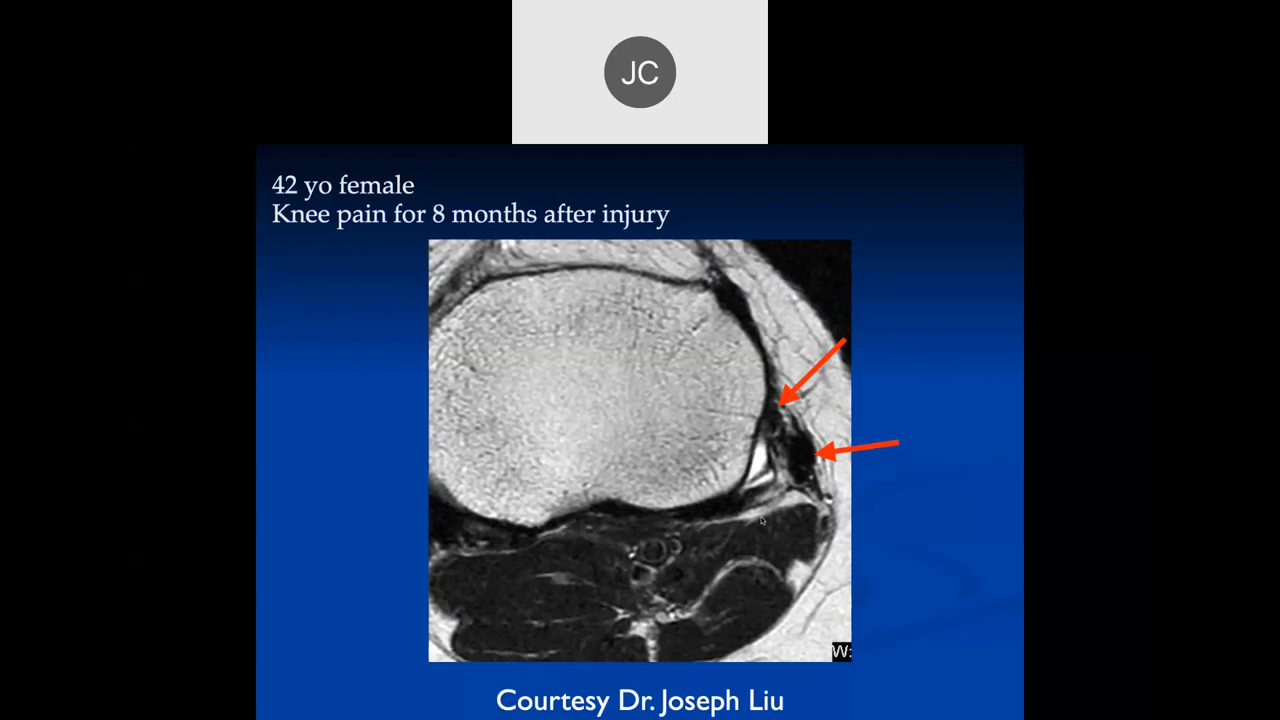 JC
42 yo female
Knee pain for 8 months after injury
W:
Courtesy Dr. Joseph Liu